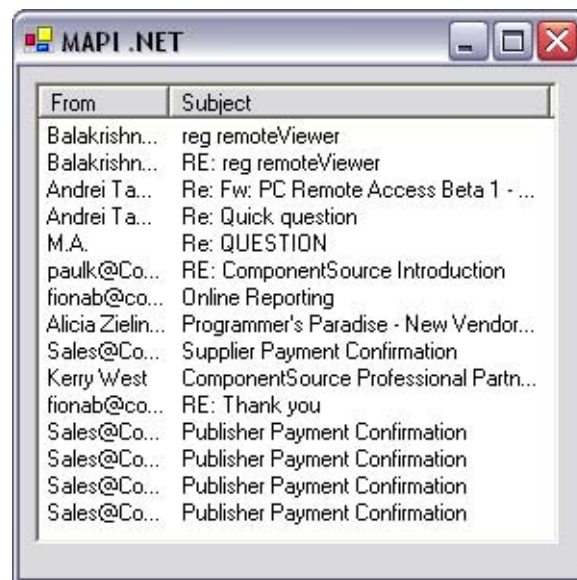 MAPI .NET
From Subject
Balakrishn... reg remoteViewer
Balakrishn... RE: reg remoteViewer
Andrei Ta... Re: Fw: PC Remote Access Beta 1 - ...
Andrei Ta... Re: Quick question
M.A. Re: QUESTION
paulk@Co... RE: ComponentSource Introduction
fionab@co... Online Reporting
Alicia Zielin... Programmer's Paradise - New Vendor...
Sales@Co... Supplier Payment Confirmation
Kerry West ComponentSource Professional Partn...
fionab@co... RE: Thank you
Sales@Co... Publisher Payment Confirmation
Sales@Co... Publisher Payment Confirmation
Sales@Co... Publisher Payment Confirmation
Sales@Co... Publisher Payment Confirmation